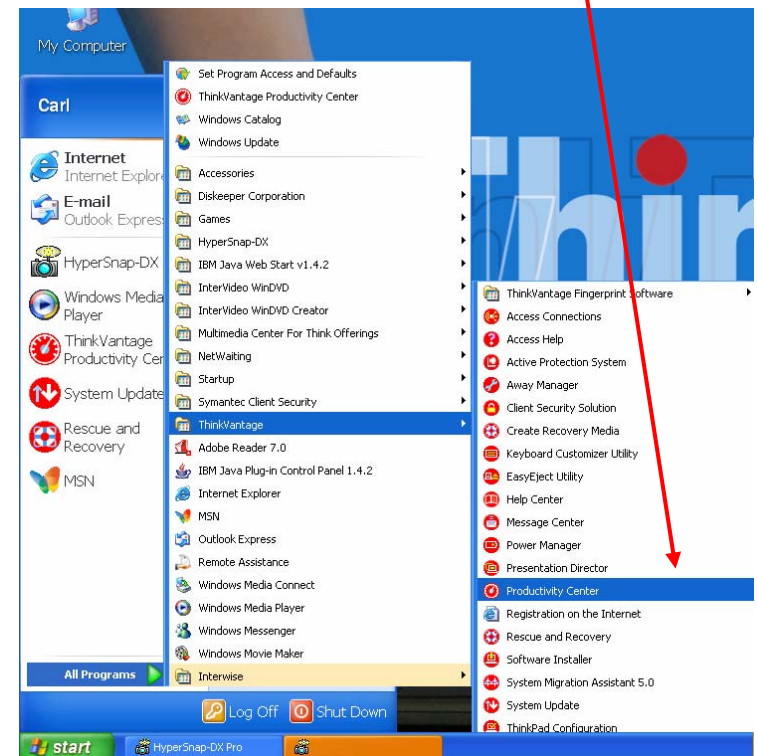 My Computer
Carl
Internet
Internet Explore
E-mail
Outlook Expres
HyperSnap-DX
Windows Media
Player
ThinkVantage
Productivity Cer
System Update
Rescue and
Recovery
MSN
All Programs
Set Program Access and Defaults
ThinkVantage Productivity Center
Windows Catalog
Windows Update
Accessories
Diskeeper Corporation
Games
HyperSnap-DX
IBM Java Web Start v1.4.2
InterVideo WinDVD
InterVideo WinDVD Creator
Multimedia Center For Think Offerings
NetWaiting
Startup
Symantec Client Security
ThinkVantage
Adobe Reader 7.0
IBM Java Plug-in Control Panel 1.4.2
Internet Explorer
MSN
Outlook Express
Remote Assistance
Windows Media Connect
Windows Media Player
Windows Messenger
Windows Movie Maker
Interwise
Thin
ThinkVantage Fingerprint Software
Access Connections
Access Help
Active Protection System
Away Manager
Client Security Solution
Create Recovery Media
Keyboard Customizer Utility
EasyEject Utility
Help Center
Message Center
Power Manager
Presentation Director
Productivity Center
Registration on the Internet
Rescue and Recovery
Software Installer
System Migration Assistant 5.0
System Update
ThinkPad Configuration
Log Off
Shut Down
start
HyperSnap-DX Pro